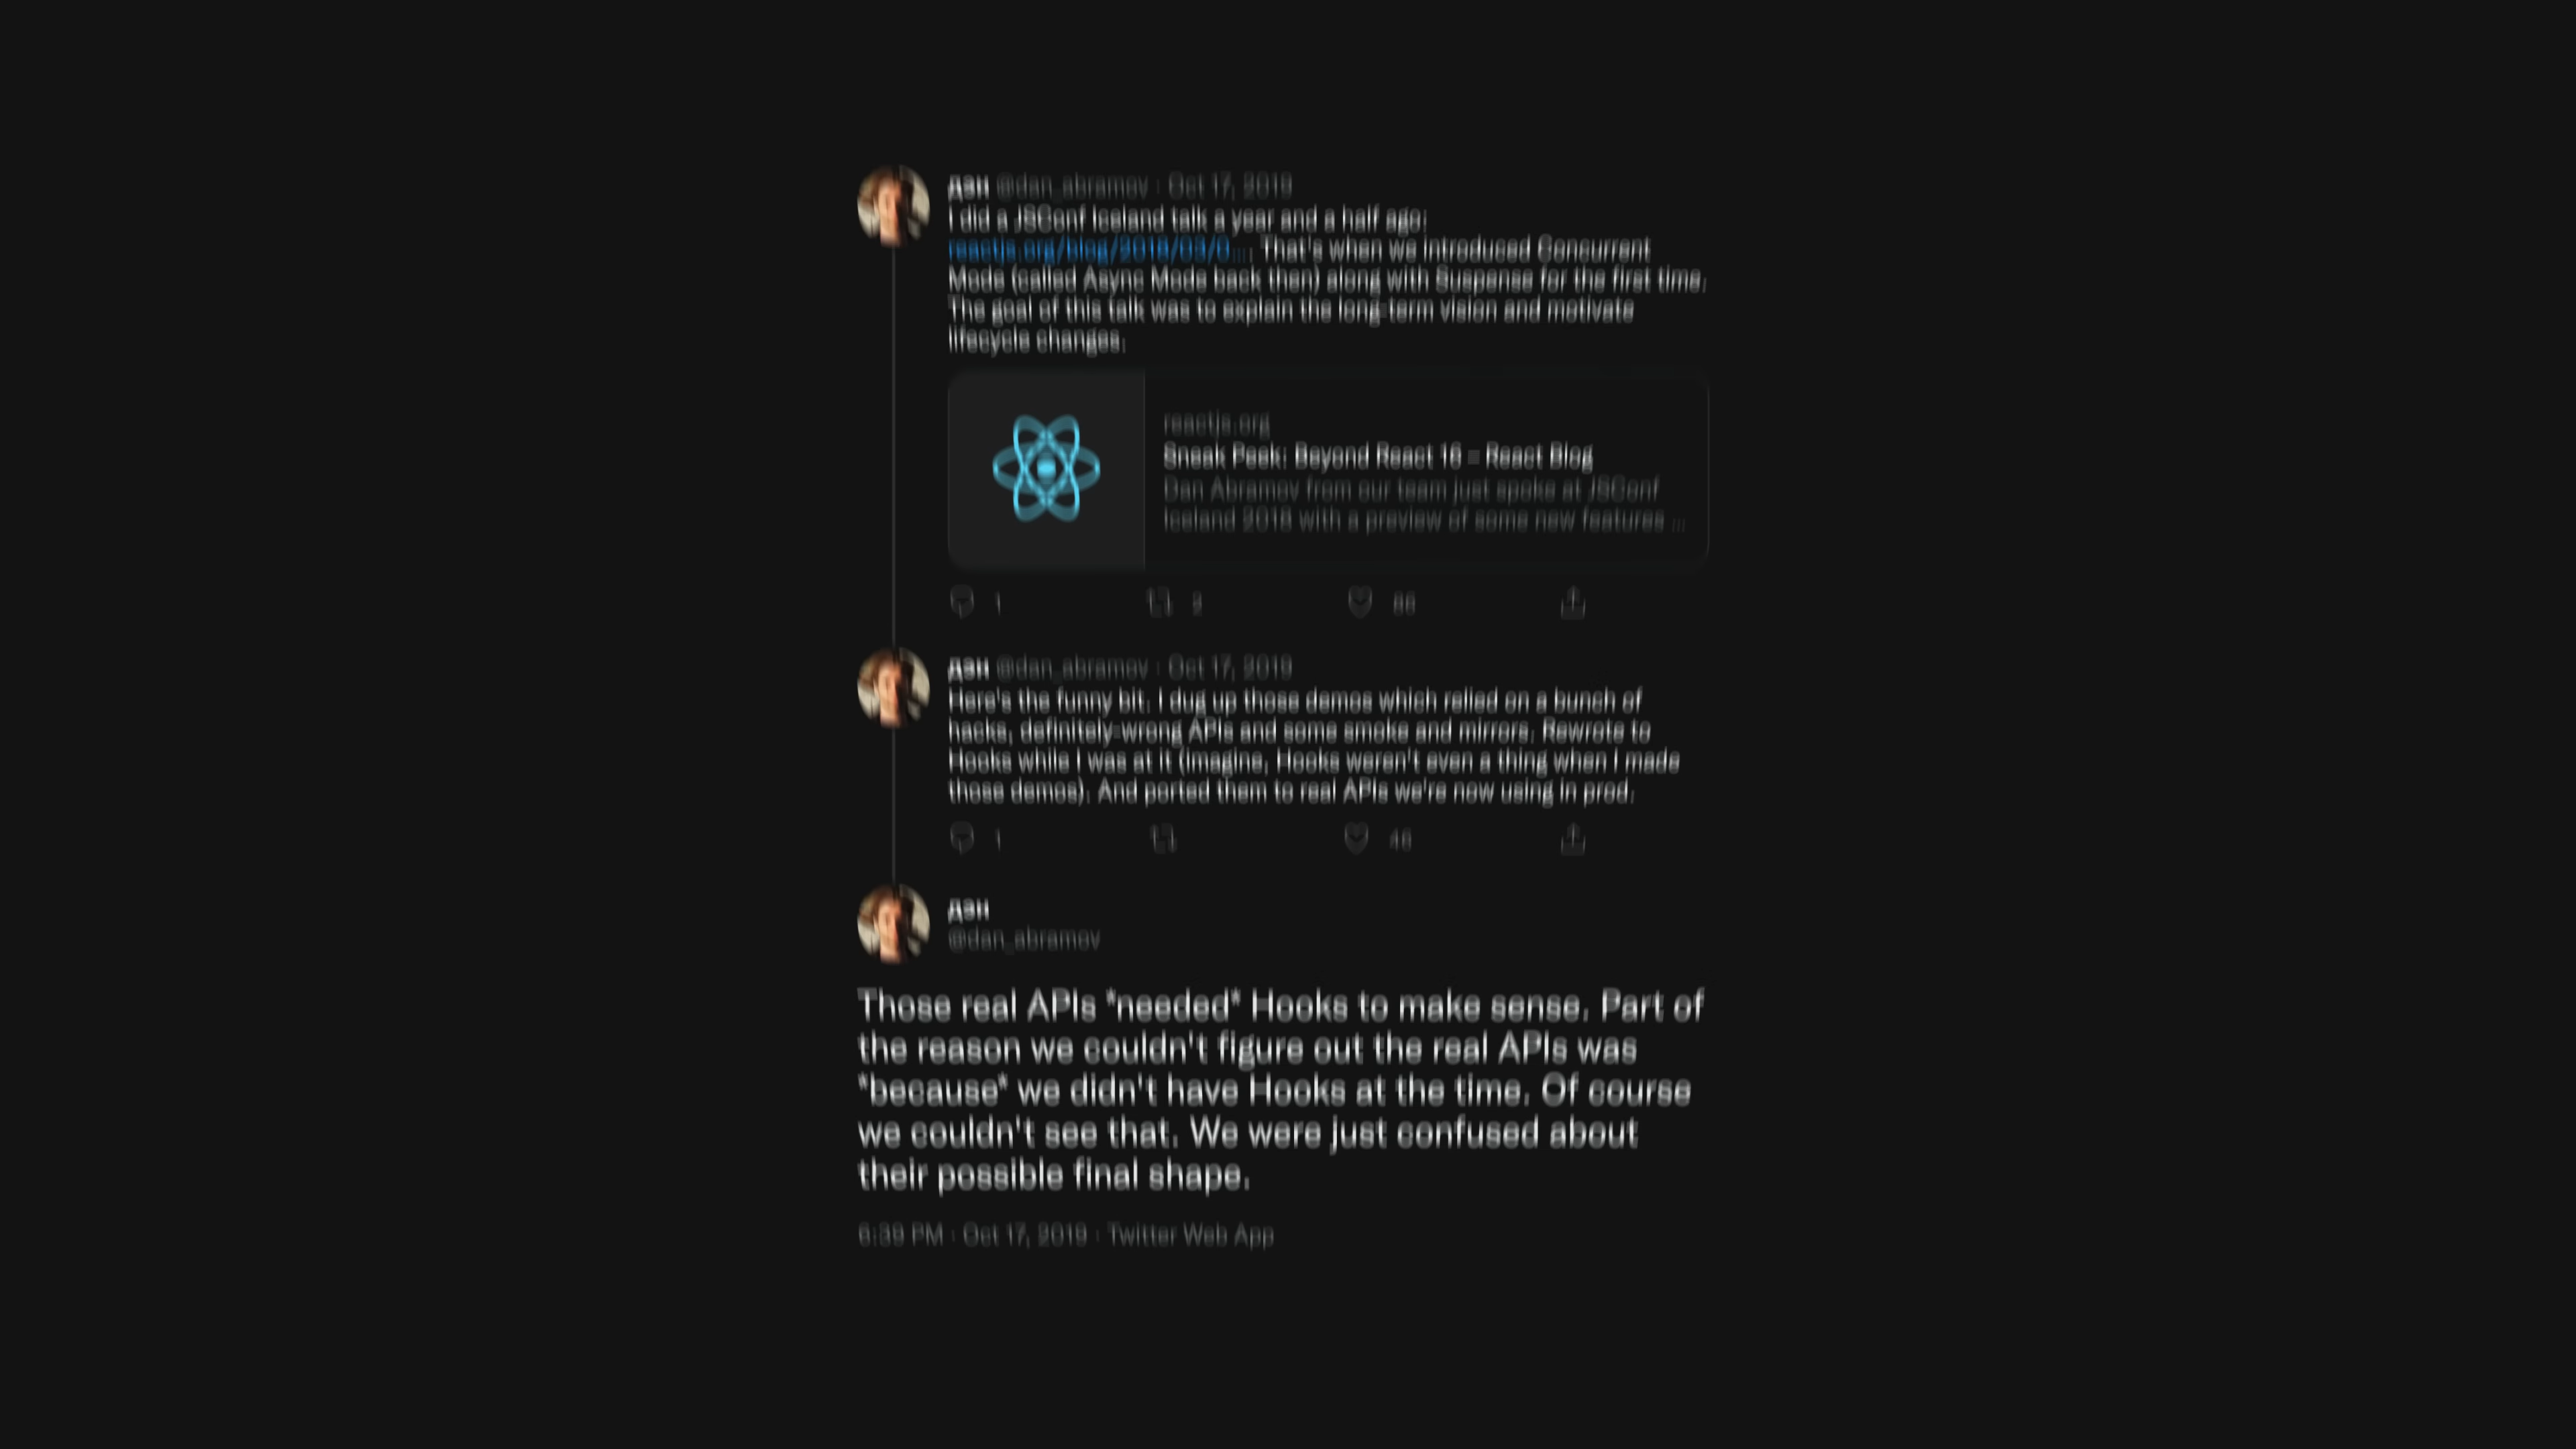 дэн @dan_abramov · Oct 17, 2019
I did a JSConf Iceland talk a year and a half ago:
reactjs.org/blog/2018/03/0…. That's when we introduced Concurrent
Mode (called Async Mode back then) along with Suspense for the first time.
The goal of this talk was to explain the long-term vision and motivate
lifecycle changes.
reactjs.org
Sneak Peek: Beyond React 16 – React Blog
Dan Abramov from our team just spoke at JSConf
Iceland 2018 with a preview of some new features ...
1 86
дэн @dan_abramov · Oct 17, 2019
Here's the funny bit. I dug up those demos which relied on a bunch of
hacks, definitely-wrong APIs and some smoke and mirrors. Rewrote to
Hooks while I was at it (imagine, Hooks weren't even a thing when I made
those demos). And ported them to real APIs we're now using in prod.
1 46
дэн
@dan_abramov
Those real APIs *needed* Hooks to make sense. Part of
the reason we couldn't figure out the real APIs was
*because* we didn't have Hooks at the time. Of course
we couldn't see that. We were just confused about
their possible final shape.
6:39 PM · Oct 17, 2019 · Twitter Web App